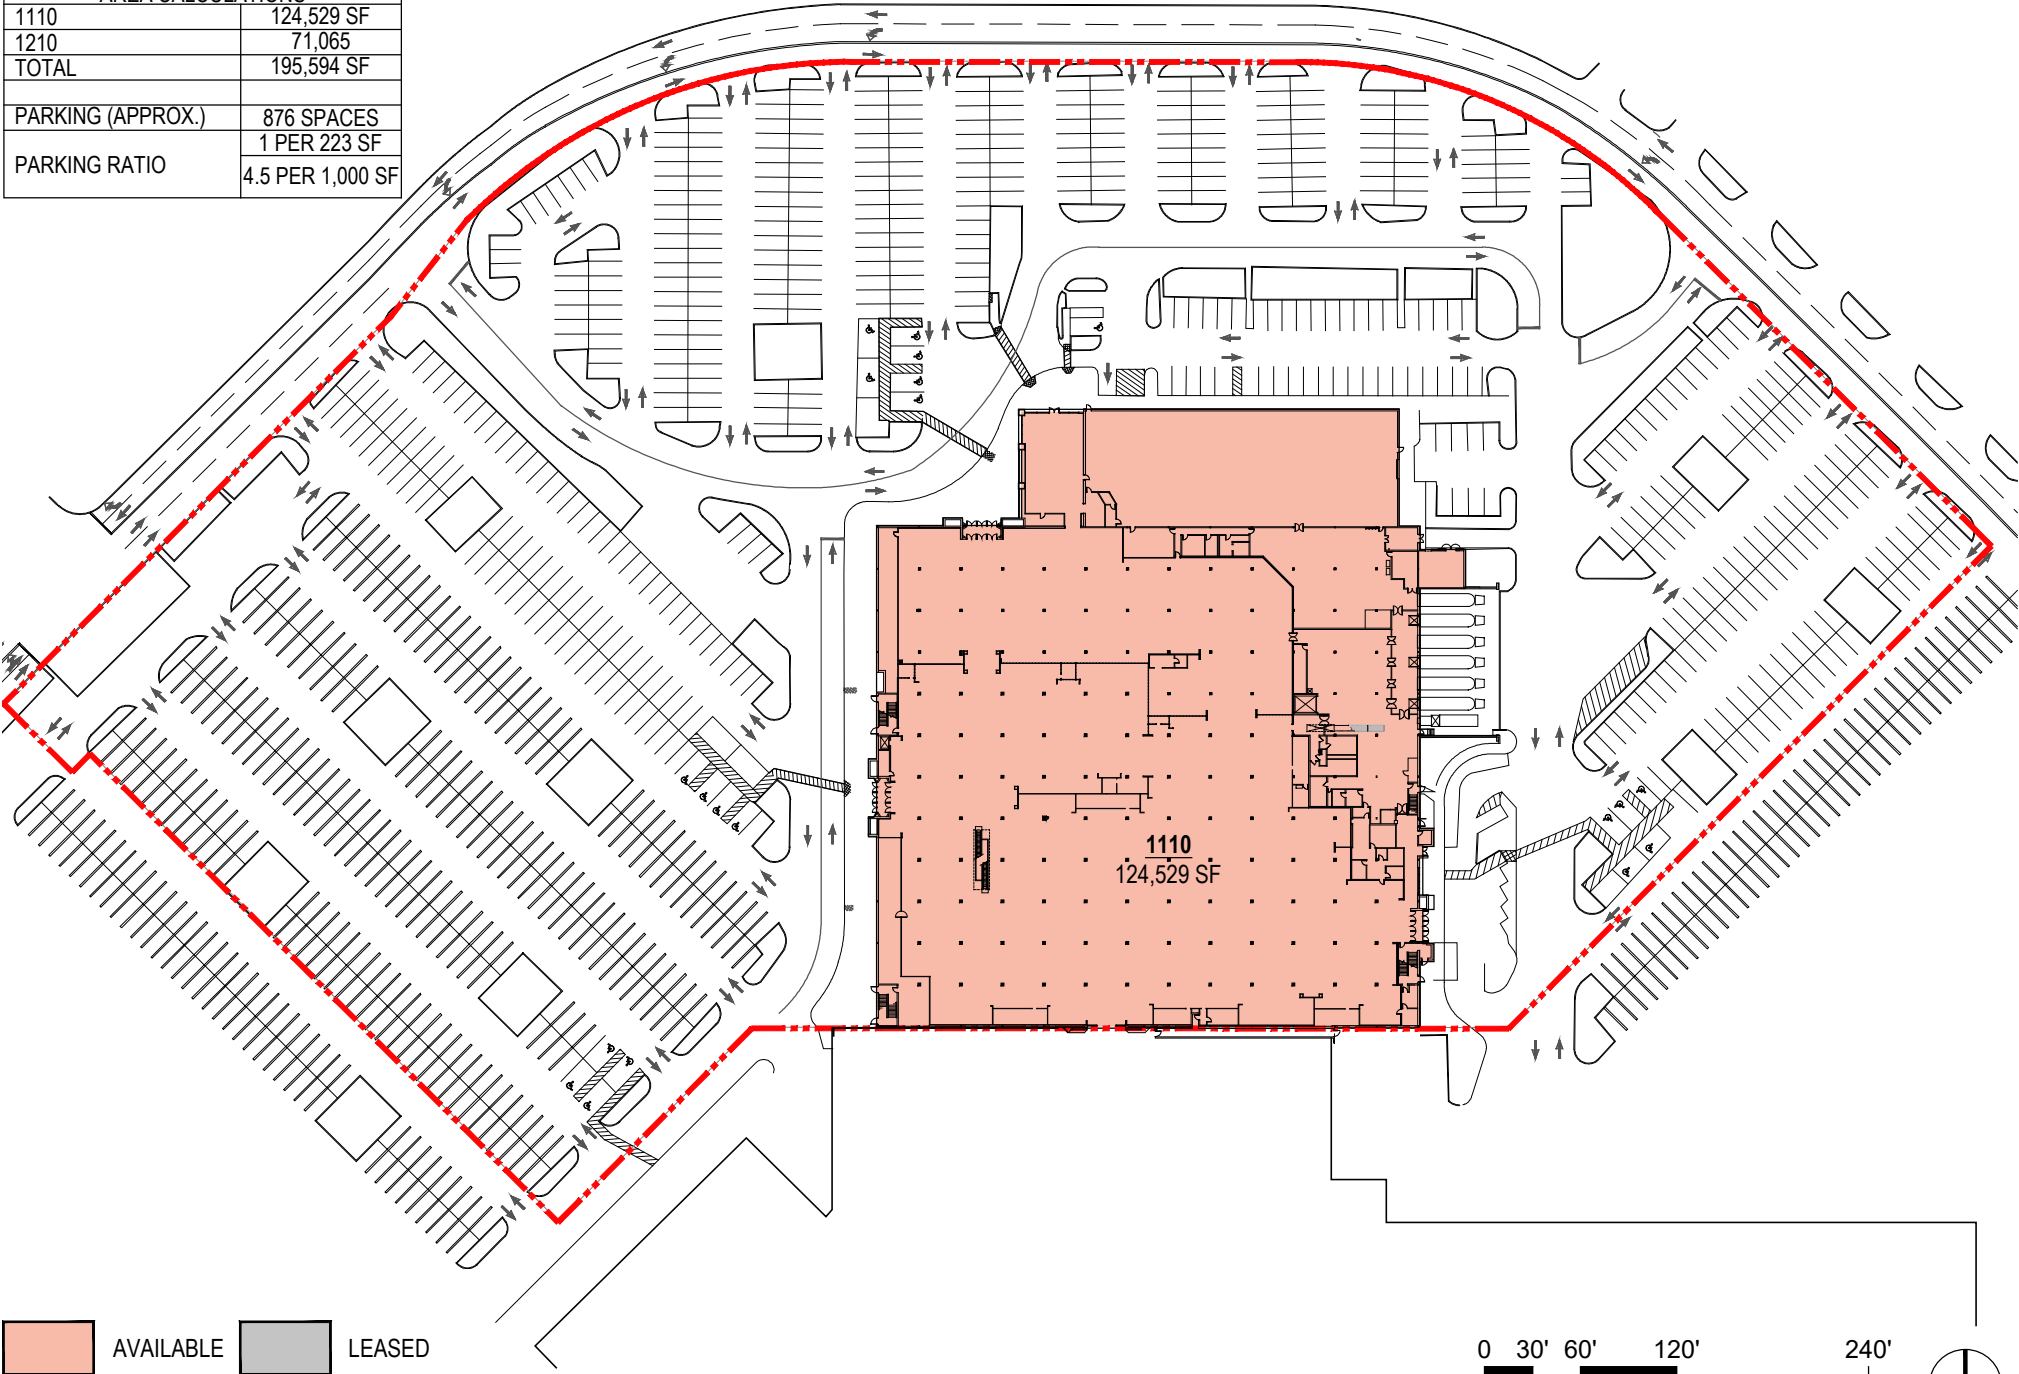 AREA CALCULATIONS
1110 124,529 SF
1210 71,065
TOTAL 195,594 SF
PARKING (APPROX.) 876 SPACES
PARKING RATIO 1 PER 223 SF
4.5 PER 1,000 SF
1110
124,529 SF
AVAILABLE LEASED
0 30' 60' 120' 240'